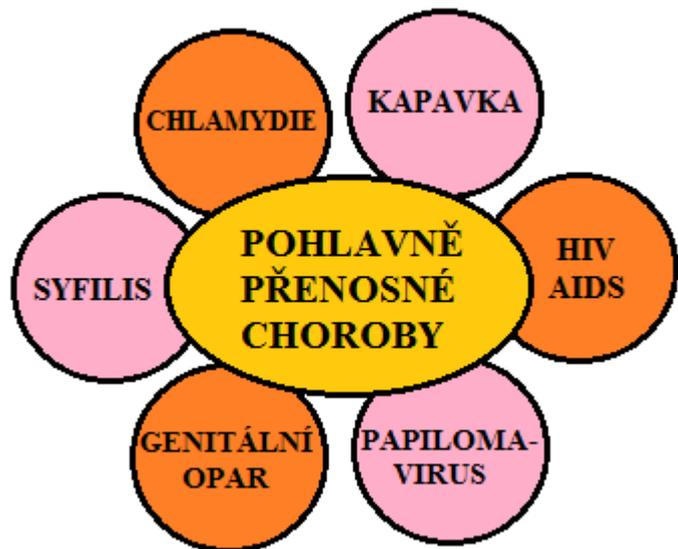 CHLAMYDIE
KAPAVKA
SYFILIS
POHLAVNĚ
PŘENOSNÉ
CHOROBY
HIV
AIDS
GENITÁLNÍ
OPAR
PAPILOMA-
VIRUS